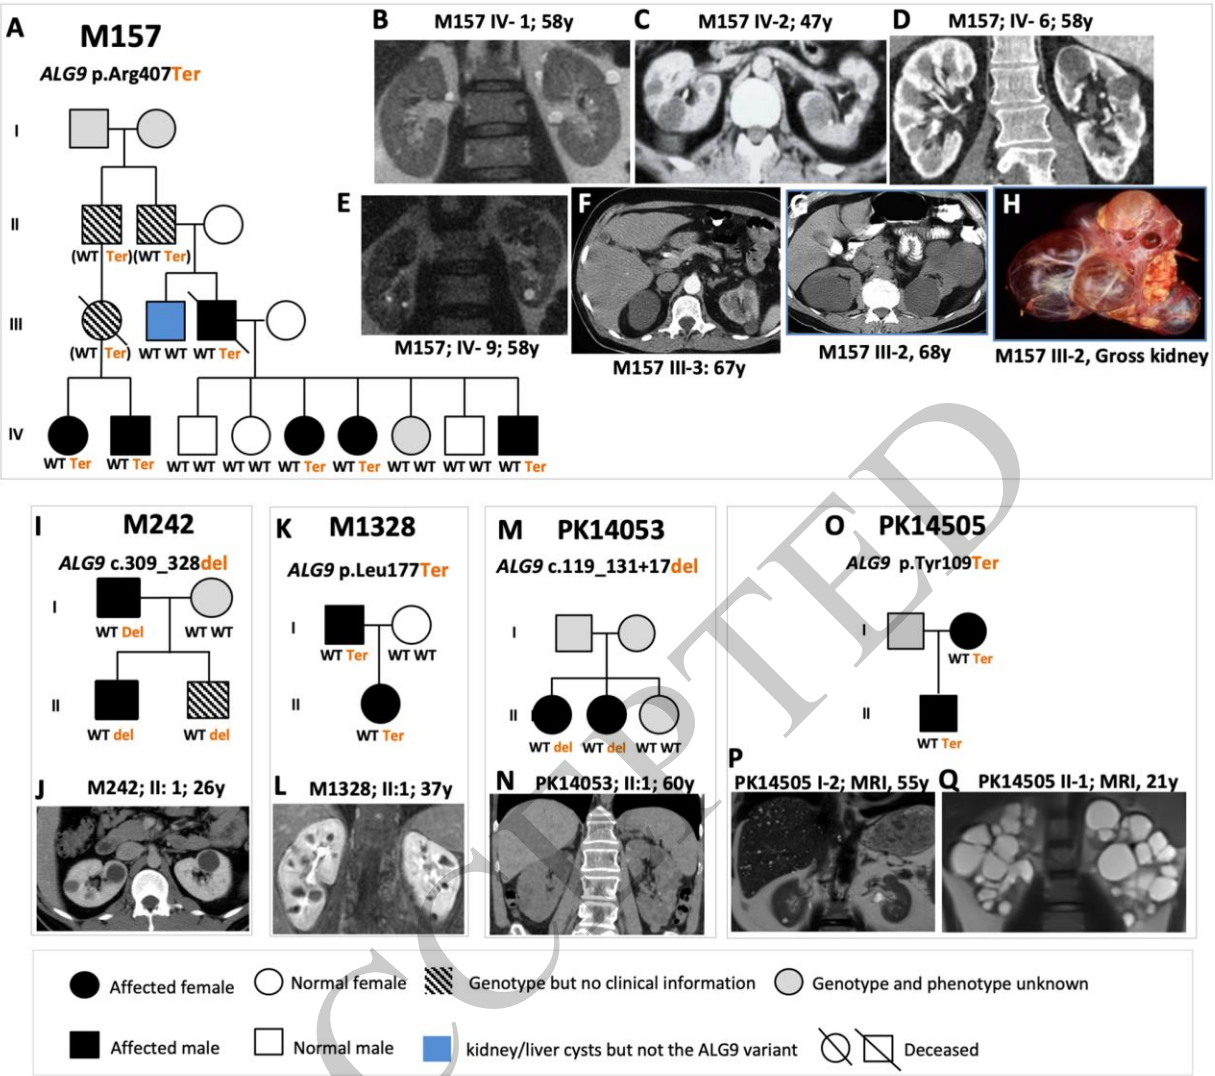 A
M157
ALG9 p.Arg407Ter
I
II
(WT Ter)(WT Ter)
III
(WT Ter) WT WT WT Ter
IV
WT Ter WT Ter WT WT WT WT WT Ter WT Ter WT WT WT WT WT Ter
B M157 IV- 1; 58y
C M157 IV-2; 47y
D M157; IV- 6; 58y
E
M157; IV- 9; 58y
F
M157 III-3: 67y
G
M157 III-2, 68y
H
M157 III-2, Gross kidney
I M242
ALG9 c.309_328del
I
WT Del WT WT
II
WT del WT del
J M242; II: 1; 26y
K M1328
ALG9 p.Leu177Ter
I
WT Ter WT WT
II
WT Ter
L M1328; II:1; 37y
M PK14053
ALG9 c.119_131+17del
I
II
WT del WT del WT WT
N PK14053; II:1; 60y
O PK14505
ALG9 p.Tyr109Ter
I
WT Ter
II
WT Ter
P
PK14505 I-2; MRI, 55y
Q PK14505 II-1; MRI, 21y
Affected female Normal female Genotype but no clinical information Genotype and phenotype unknown
Affected male Normal male kidney/liver cysts but not the ALG9 variant Deceased
CCEPTED